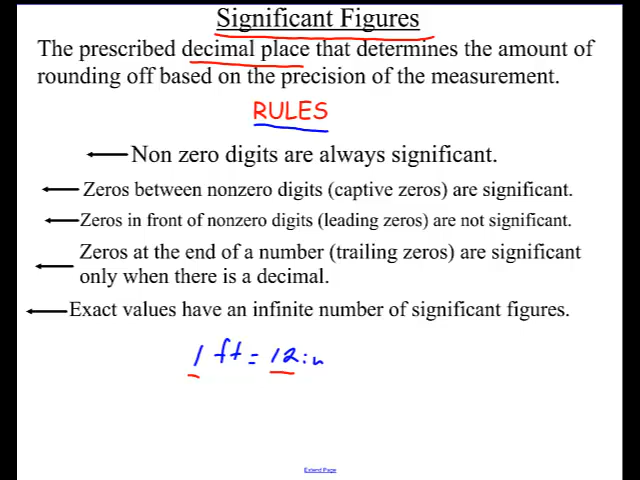 Significant Figures
The prescribed decimal place that determines the amount of
rounding off based on the precision of the measurement.
RULES
Non zero digits are always significant.
Zeros between nonzero digits (captive zeros) are significant.
Zeros in front of nonzero digits (leading zeros) are not significant.
Zeros at the end of a number (trailing zeros) are significant
only when there is a decimal.
Exact values have an infinite number of significant figures.
1 ft = 12 in
Extend Page